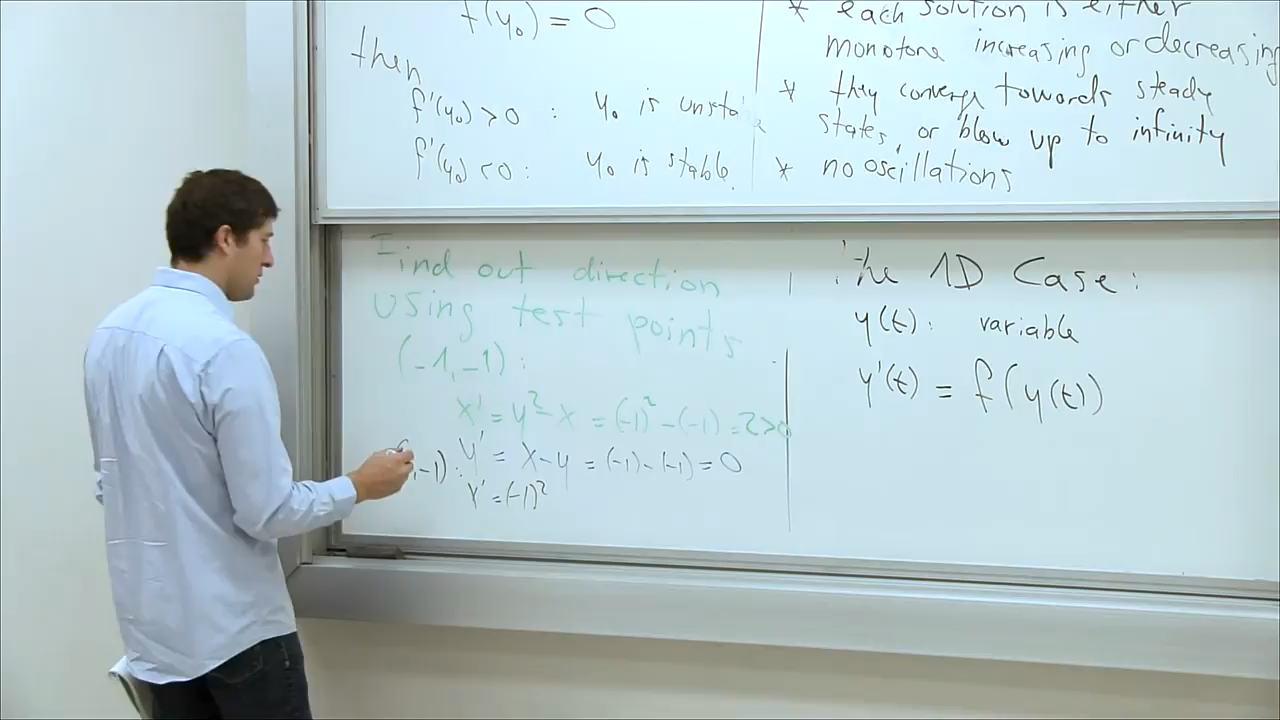 f(y₀) = 0
then
f'(y₀) > 0 : y₀ is unsta
f'(y₀) < 0 : y₀ is stable.
* each solution is either
monotone increasing or decreasing
* they converge towards steady
states, or blow up to infinity
* no oscillations
Find out direction
using test points
(-1,-1):
x' = y² - x = (-1)² - (-1) = 2 > 0
y' = x - y = (-1) - (-1) = 0
,-1): x' = (-1)²
the 1D Case:
y(t): variable
y'(t) = f(y(t))